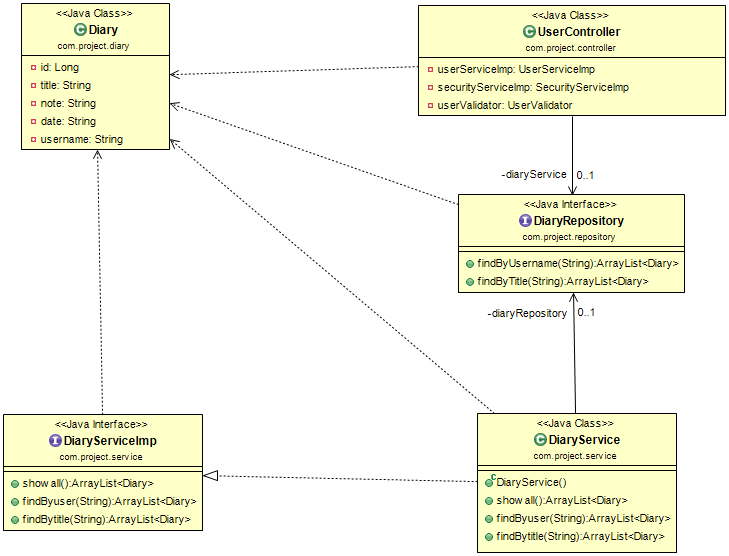 <<Java Class>>
Diary
com.project.diary
id: Long
title: String
note: String
date: String
username: String
<<Java Class>>
UserController
com.project.controller
userServiceImp: UserServiceImp
securityServiceImp: SecurityServiceImp
userValidator: UserValidator
-diaryService 0..1
<<Java Interface>>
DiaryRepository
com.project.repository
findByUsername(String):ArrayList<Diary>
findByTitle(String):ArrayList<Diary>
-diaryRepository 0..1
<<Java Interface>>
DiaryServiceImp
com.project.service
showall():ArrayList<Diary>
findByuser(String):ArrayList<Diary>
findBytitle(String):ArrayList<Diary>
<<Java Class>>
DiaryService
com.project.service
DiaryService()
showall():ArrayList<Diary>
findByuser(String):ArrayList<Diary>
findBytitle(String):ArrayList<Diary>